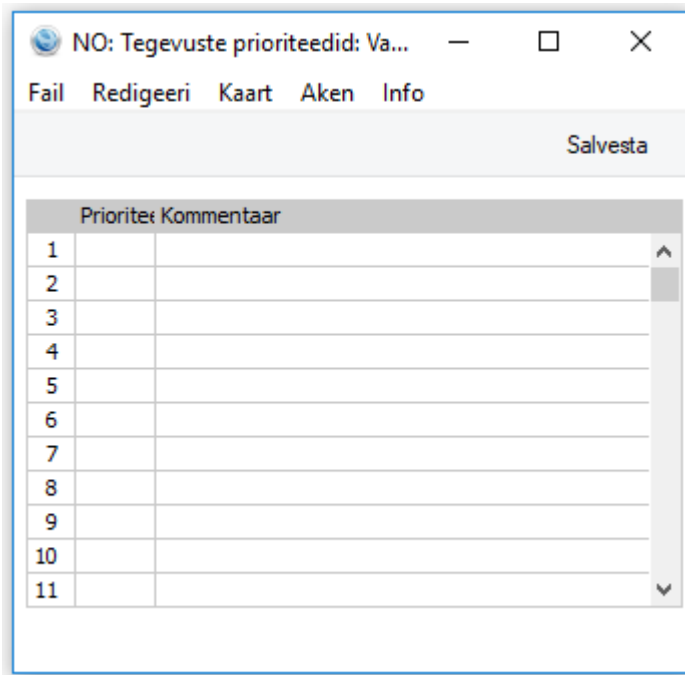 NO: Tegevuste prioriteedid: Va...
Fail Redigeeri Kaart Aken Info
Salvesta
Prioritee Kommentaar
1
2
3
4
5
6
7
8
9
10
11